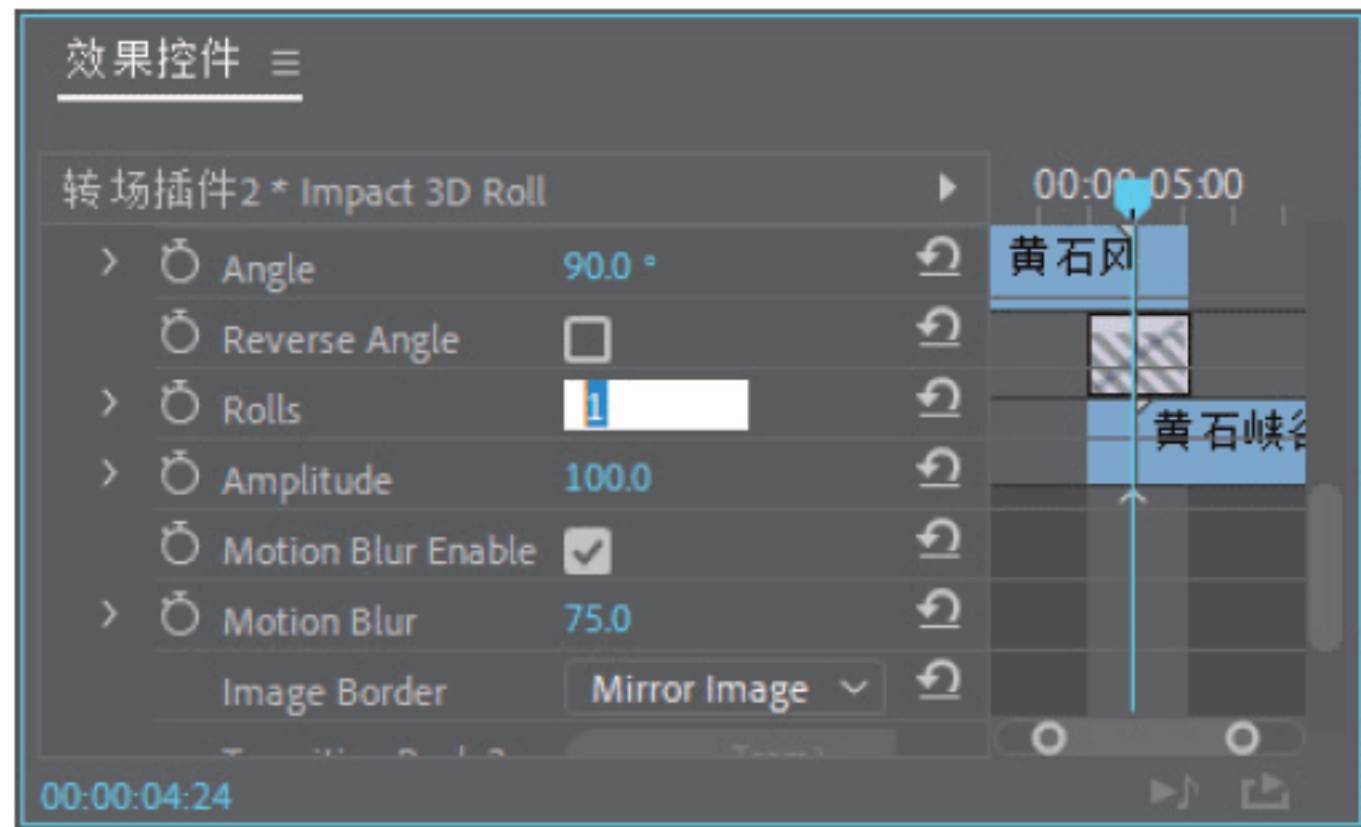 效果控件
转场插件2 * Impact 3D Roll
00:00:05:00
Angle 90.0 °
黄石风
Reverse Angle
Rolls 1
黄石峡谷
Amplitude 100.0
Motion Blur Enable
Motion Blur 75.0
Image Border Mirror Image
00:00:04:24